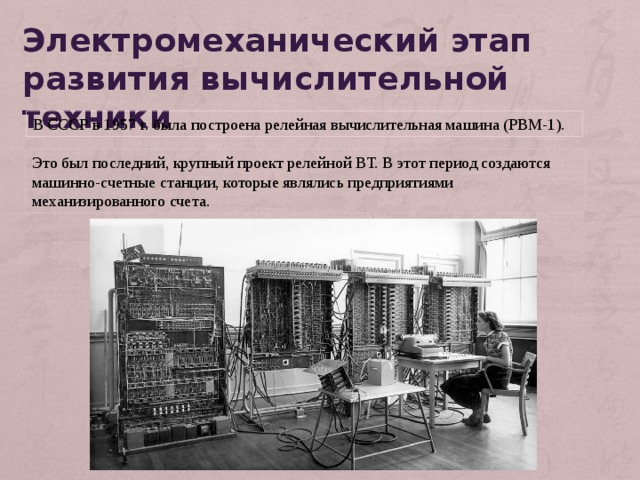 Электромеханический этап
развития вычислительной
техники
В СССР в 1957 г. была построена релейная вычислительная машина (РВМ-1).
Это был последний, крупный проект релейной ВТ. В этот период создаются
машинно-счетные станции, которые являлись предприятиями
механизированного счета.